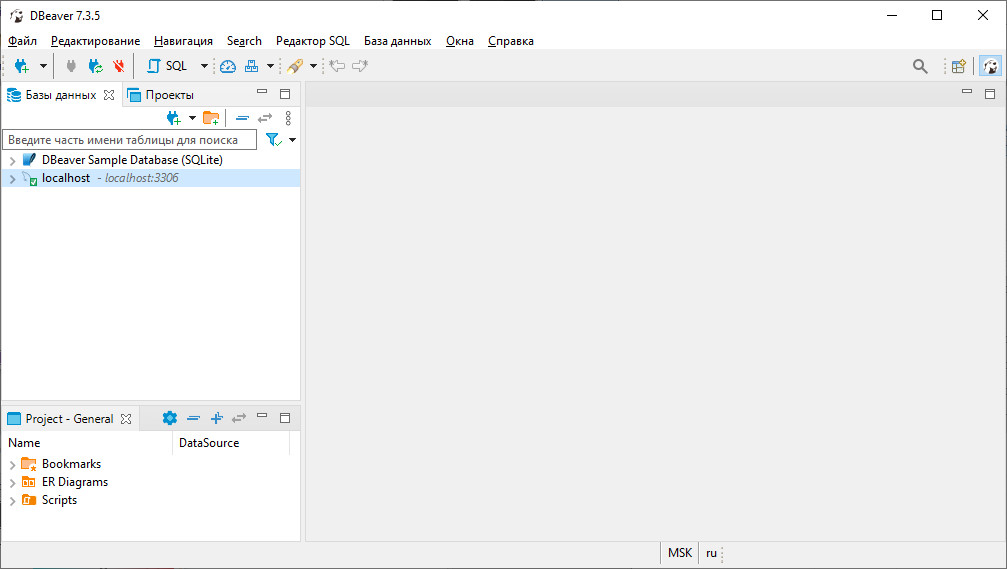 DBeaver 7.3.5
Файл Редактирование Навигация Search Редактор SQL База данных Окна Справка
SQL
Базы данных Проекты
Введите часть имени таблицы для поиска
DBeaver Sample Database (SQLite)
localhost - localhost:3306
Project - General
Name DataSource
Bookmarks
ER Diagrams
Scripts
MSK ru